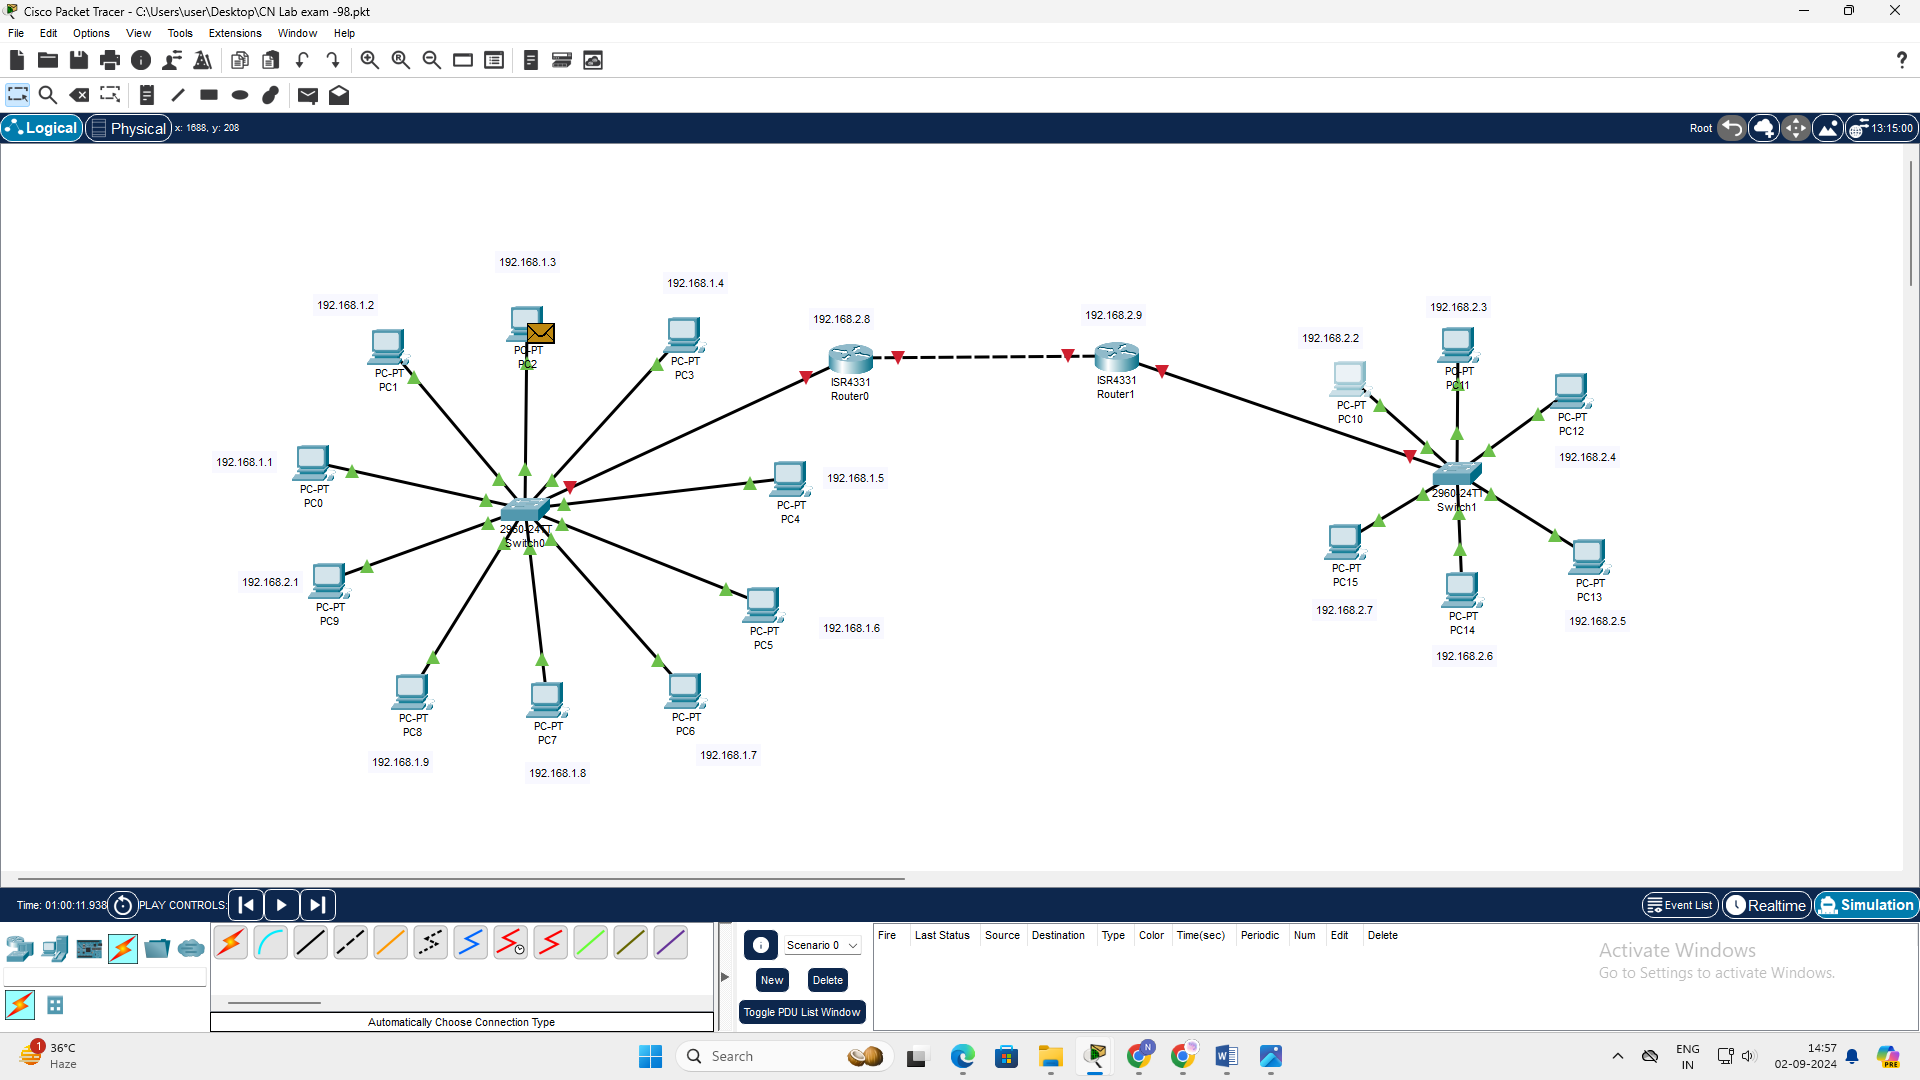 Cisco Packet Tracer - C:\Users\user\Desktop\CN Lab exam -98.pkt
File Edit Options View Tools Extensions Window Help
Logical Physical x: 1688, y: 208 Root 13:15:00
192.168.1.3
192.168.1.4
192.168.1.2
192.168.2.8
192.168.2.9
192.168.2.3
192.168.2.2
PC-PT
PC1
PC-PT
PC2
PC-PT
PC3
ISR4331
Router0
ISR4331
Router1
PC-PT
PC10
PC-PT
PC11
PC-PT
PC12
192.168.2.4
192.168.1.1
PC-PT
PC0
192.168.1.5
PC-PT
PC4
2960-24TT
Switch0
2960-24TT
Switch1
192.168.2.1
PC-PT
PC9
PC-PT
PC5
192.168.1.6
PC-PT
PC15
192.168.2.7
PC-PT
PC14
192.168.2.6
PC-PT
PC13
192.168.2.5
PC-PT
PC8
192.168.1.9
PC-PT
PC7
192.168.1.8
PC-PT
PC6
192.168.1.7
Time: 01:00:11.938 PLAY CONTROLS: Event List Realtime Simulation
Scenario 0
New Delete
Toggle PDU List Window
Fire Last Status Source Destination Type Color Time(sec) Periodic Num Edit Delete
Activate Windows
Go to Settings to activate Windows.
Automatically Choose Connection Type
1
36°C
Haze
Search
N
ENG
IN
14:57
02-09-2024
PRE